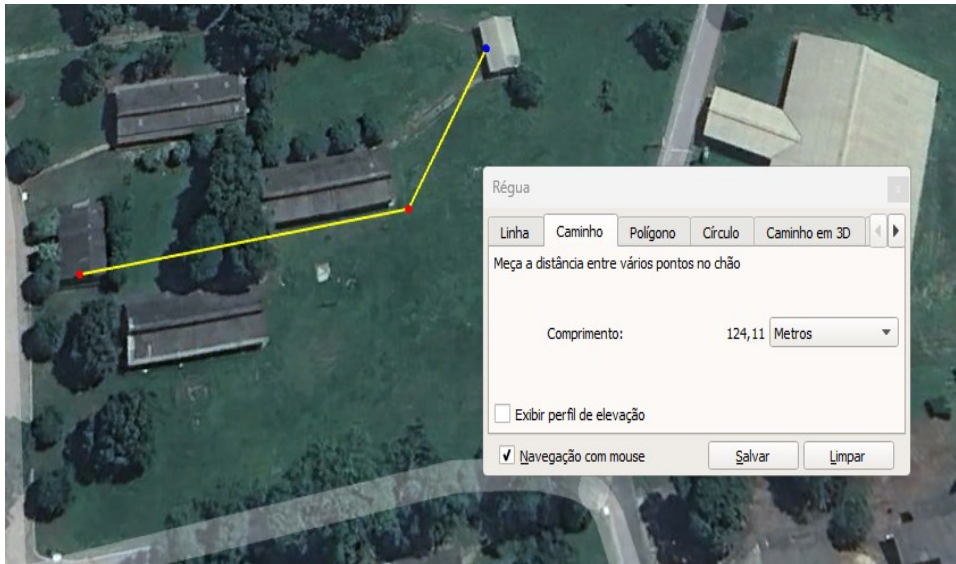 Régua
Linha Caminho Polígono Círculo Caminho em 3D
Meça a distância entre vários pontos no chão
Comprimento: 124,11 Metros
Exibir perfil de elevação
Navegação com mouse Salvar Limpar